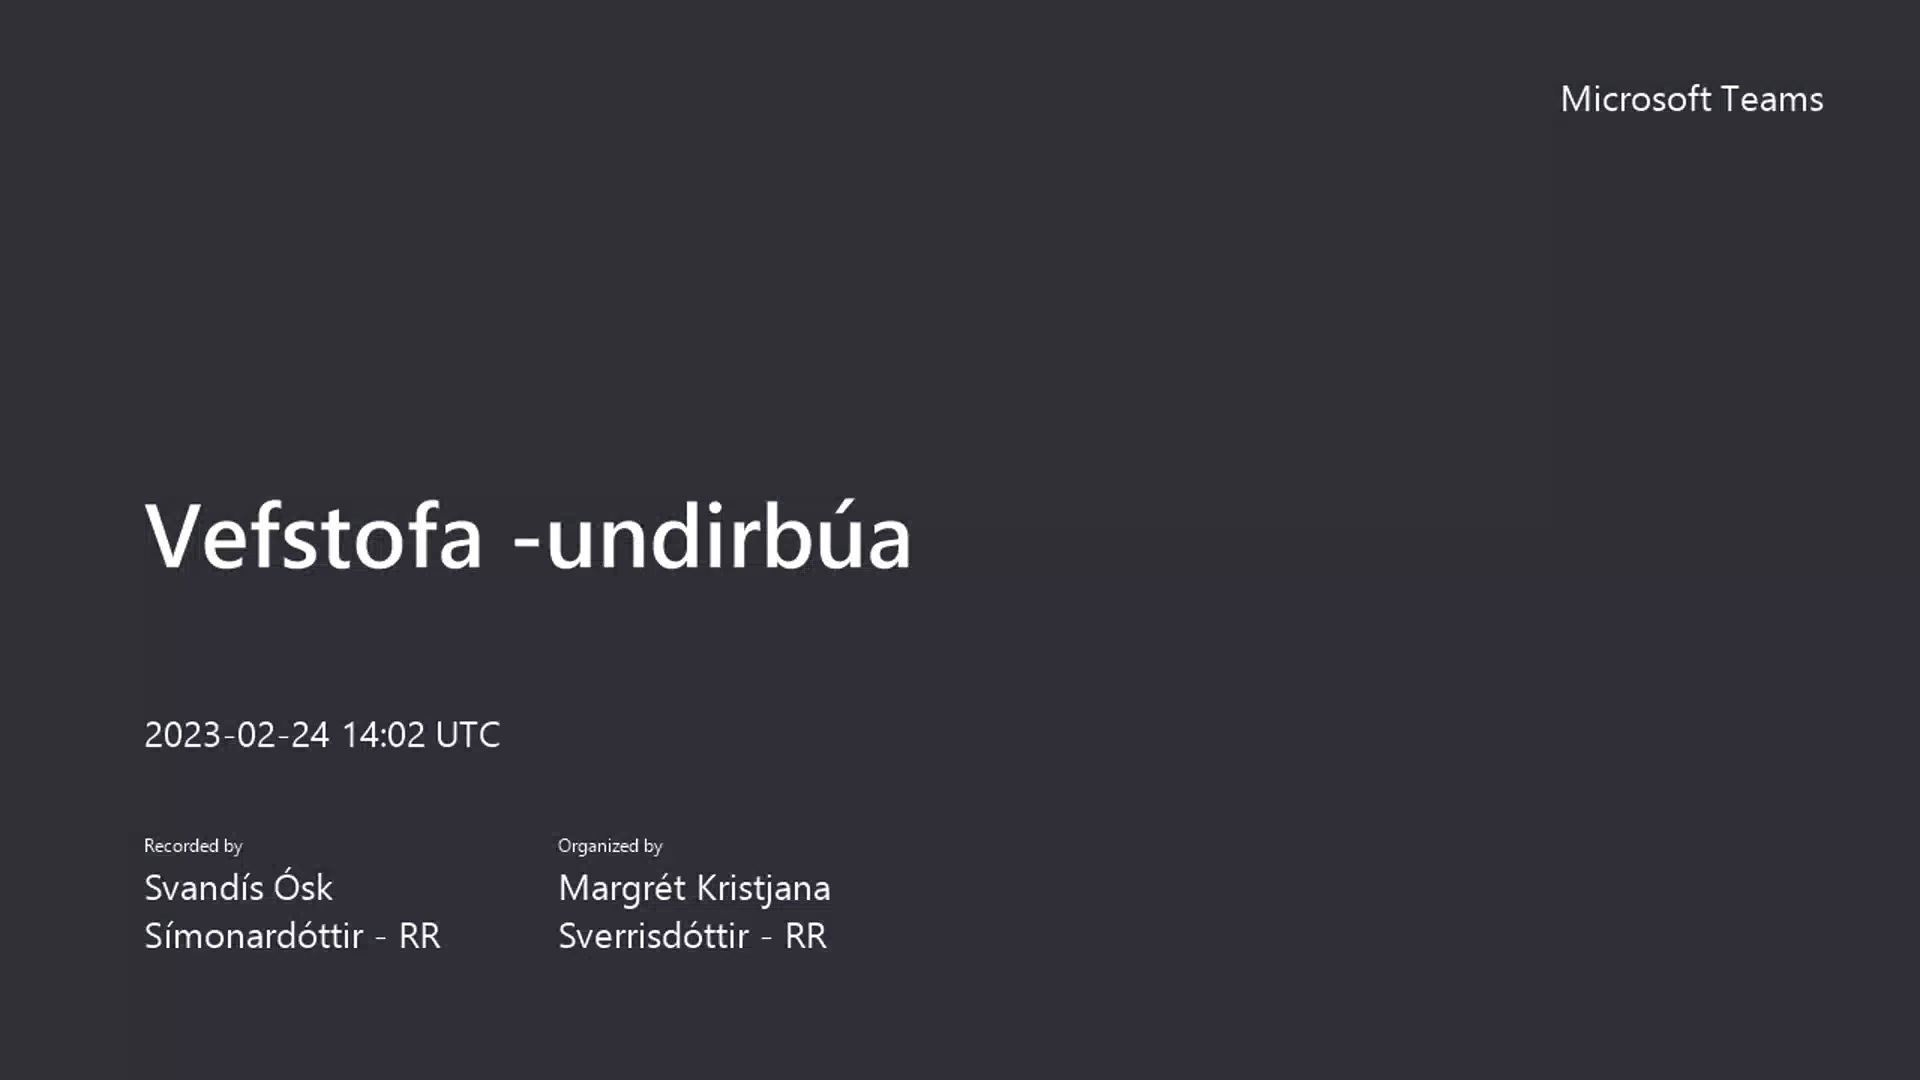 Microsoft Teams
Vefstofa -undirbúa
2023-02-24 14:02 UTC
Recorded by
Svandís Ósk
Símonardóttir - RR
Organized by
Margrét Kristjana
Sverrisdóttir - RR